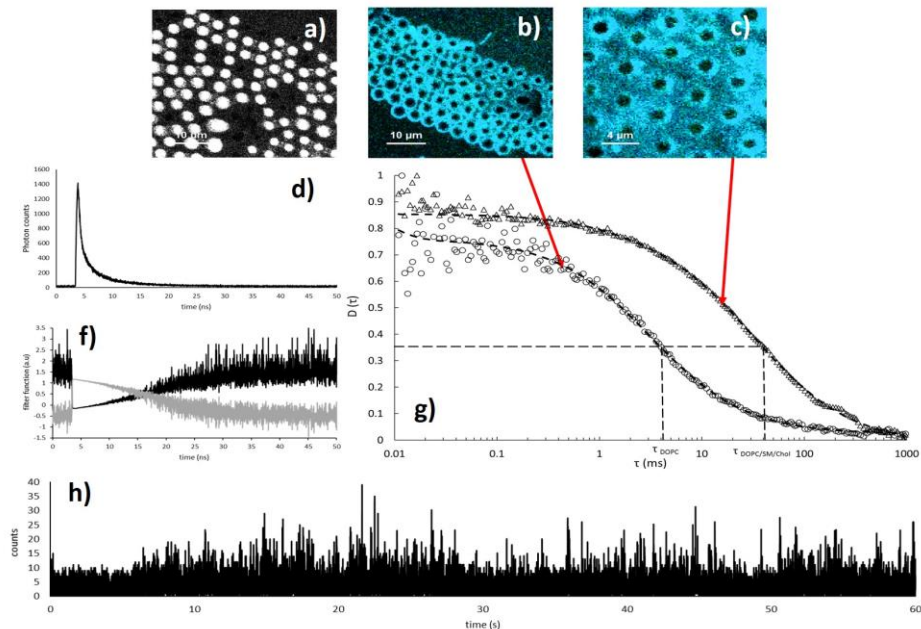 a)
10 µm
b)
10 µm
c)
4 µm
d)
Photon counts
1600
1400
1200
1000
800
600
400
200
0
0 5 10 15 20 25 30 35 40 45 50
time (ns)
f)
filter function (a.u)
3.5
3
2.5
2
1.5
1
0.5
0
-0.5
-1
-1.5
0 5 10 15 20 25 30 35 40 45 50
time (ns)
g)
D (τ)
1
0.9
0.8
0.7
0.6
0.5
0.4
0.3
0.2
0.1
0
τ DOPC
τ DOPC/SM/Chol
0.01 0.1 1 10 100 1000
τ (ms)
h)
counts
40
35
30
25
20
15
10
5
0
0 10 20 30 40 50 60
time (s)